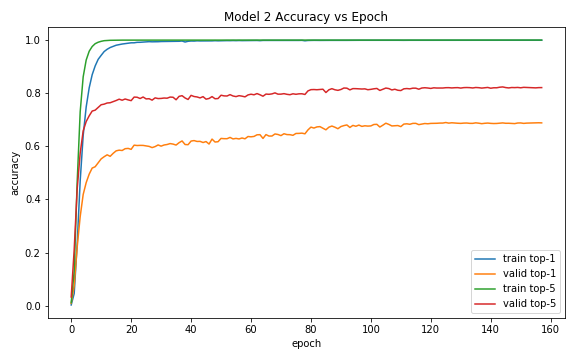 Model 2 Accuracy vs Epoch
accuracy
1.0
0.8
0.6
0.4
0.2
0.0
train top-1
valid top-1
train top-5
valid top-5
0 20 40 60 80 100 120 140 160
epoch